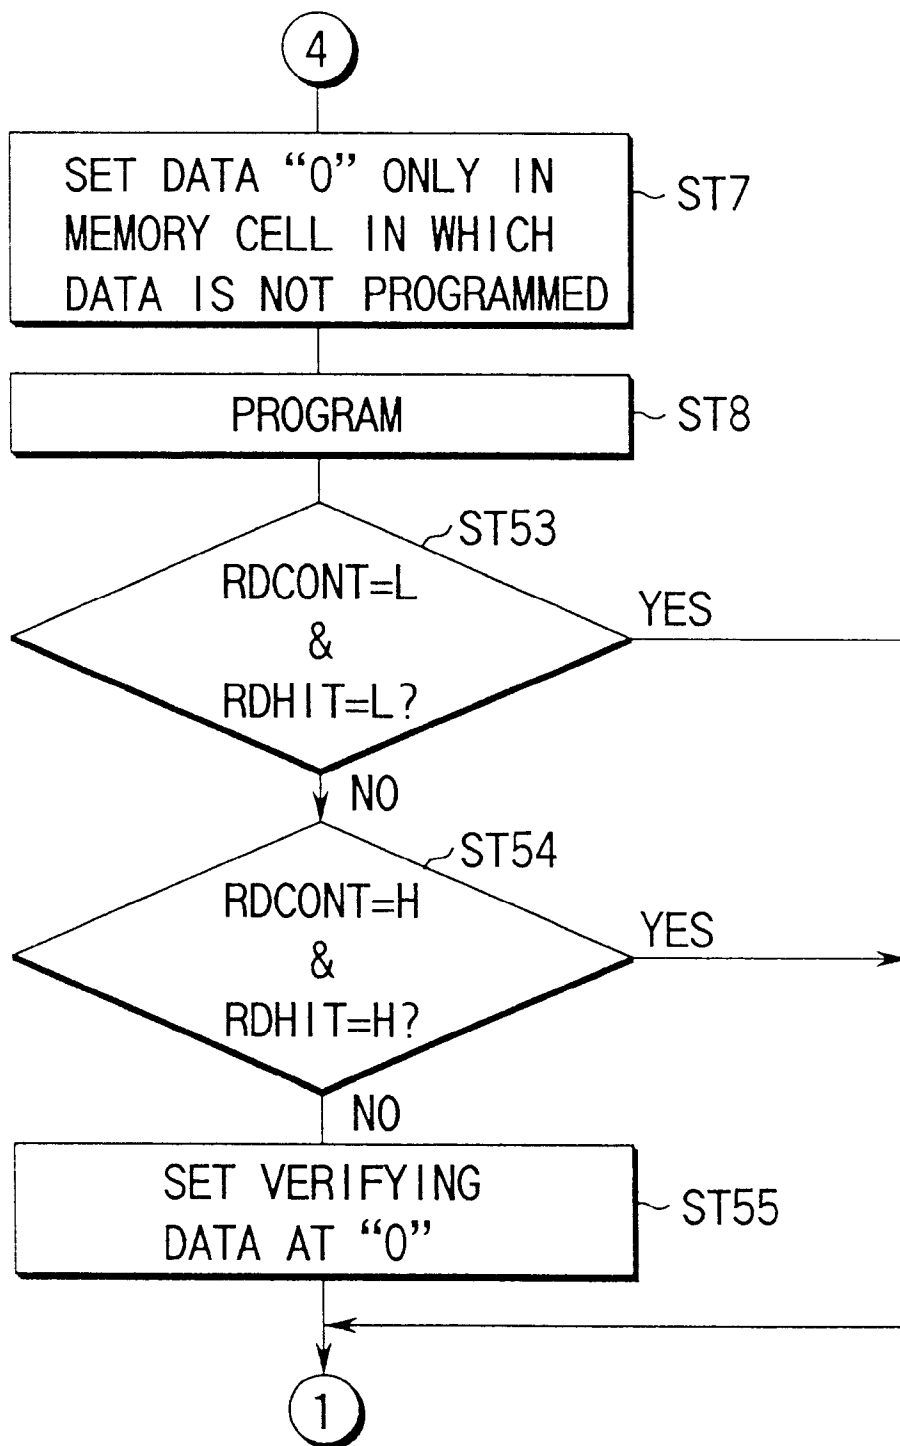 4
SET DATA “0” ONLY IN
MEMORY CELL IN WHICH
DATA IS NOT PROGRAMMED
ST7
PROGRAM
ST8
ST53
RDCONT=L
&
RDHIT=L?
YES
NO
ST54
RDCONT=H
&
RDHIT=H?
YES
NO
SET VERIFYING
DATA AT “0”
ST55
1